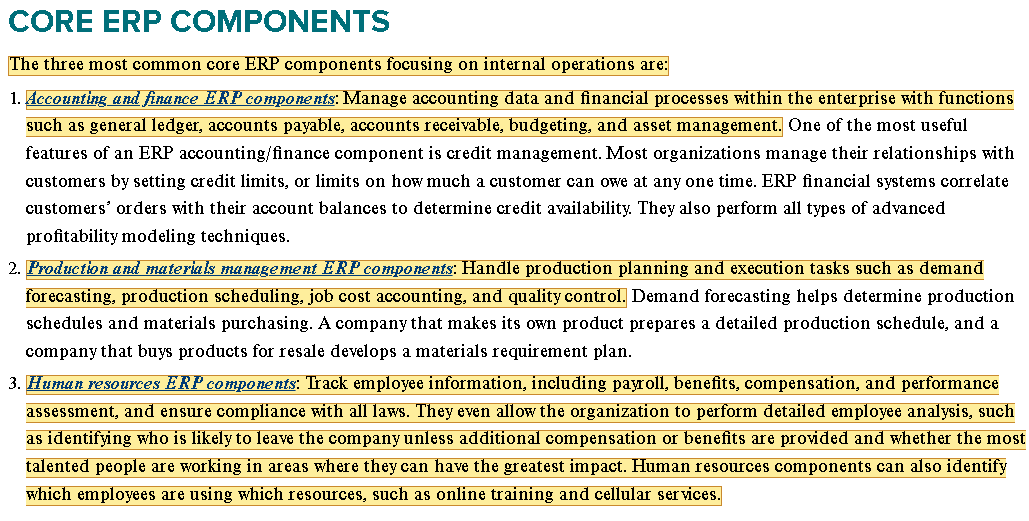 CORE ERP COMPONENTS
The three most common core ERP components focusing on internal operations are:
1. Accounting and finance ERP components: Manage accounting data and financial processes within the enterprise with functions
such as general ledger, accounts payable, accounts receivable, budgeting, and asset management. One of the most useful
features of an ERP accounting/finance component is credit management. Most organizations manage their relationships with
customers by setting credit limits, or limits on how much a customer can owe at any one time. ERP financial systems correlate
customers’ orders with their account balances to determine credit availability. They also perform all types of advanced
profitability modeling techniques.
2. Production and materials management ERP components: Handle production planning and execution tasks such as demand
forecasting, production scheduling, job cost accounting, and quality control. Demand forecasting helps determine production
schedules and materials purchasing. A company that makes its own product prepares a detailed production schedule, and a
company that buys products for resale develops a materials requirement plan.
3. Human resources ERP components: Track employee information, including payroll, benefits, compensation, and performance
assessment, and ensure compliance with all laws. They even allow the organization to perform detailed employee analysis, such
as identifying who is likely to leave the company unless additional compensation or benefits are provided and whether the most
talented people are working in areas where they can have the greatest impact. Human resources components can also identify
which employees are using which resources, such as online training and cellular services.